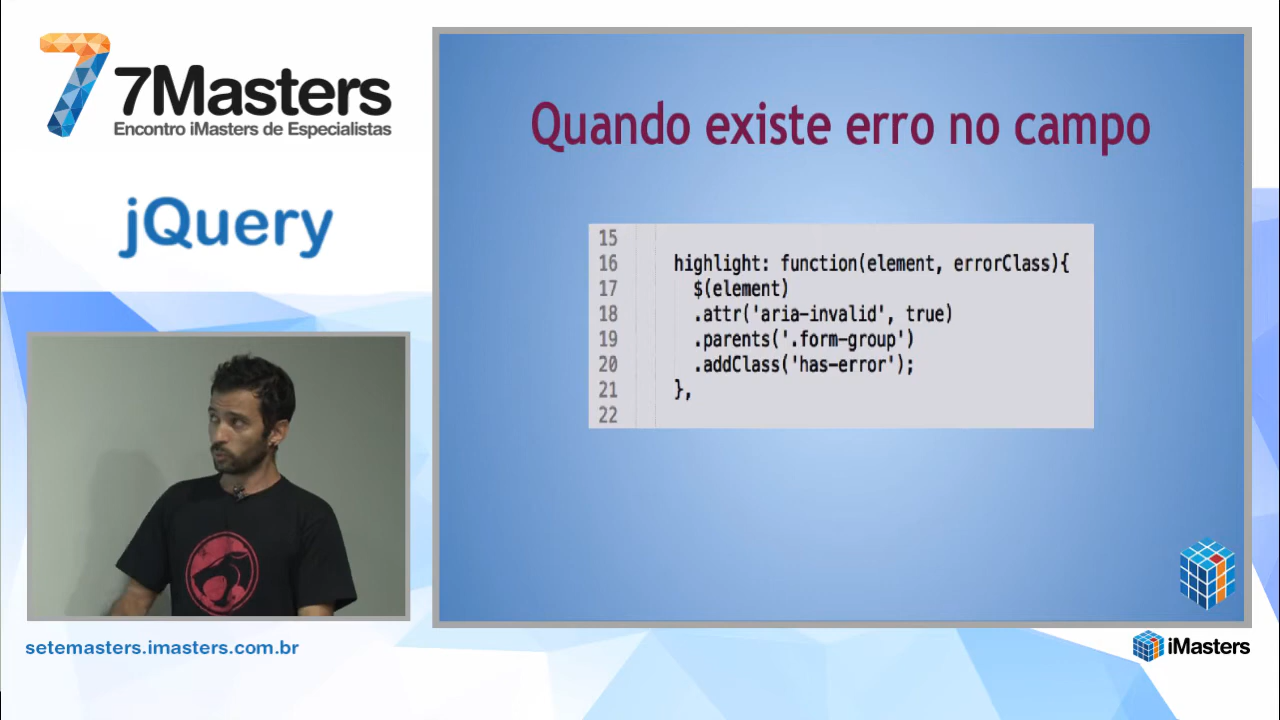 7Masters
Encontro iMasters de Especialistas
jQuery
Quando existe erro no campo
15
16 highlight: function(element, errorClass){
17 $(element)
18 .attr('aria-invalid', true)
19 .parents('.form-group')
20 .addClass('has-error');
21 },
22
setemasters.imasters.com.br
iMasters